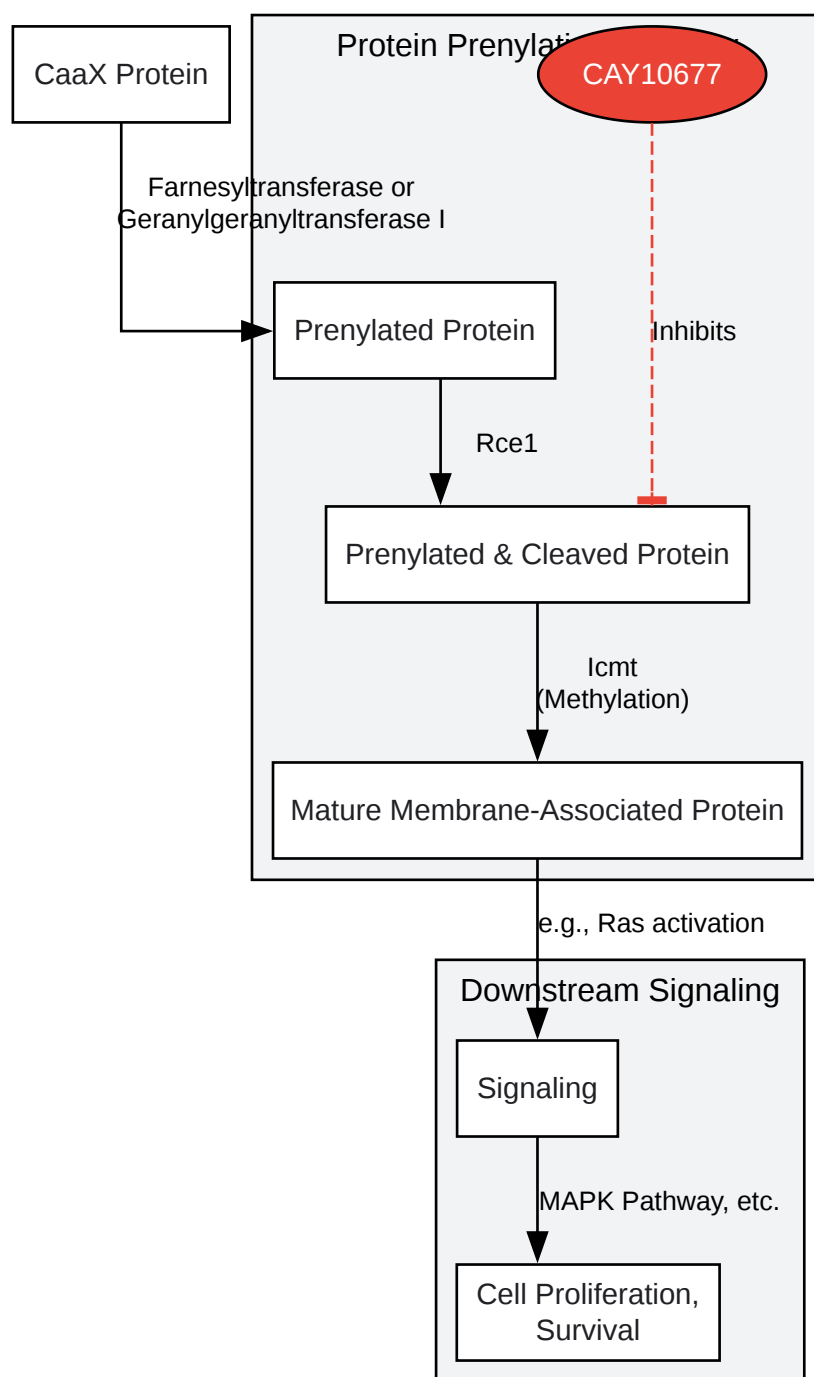 Protein Prenylati
CaaX Protein
CAY10677
Farnesyltransferase or
Geranylgeranyltransferase I
Prenylated Protein
Inhibits
Rce1
Prenylated & Cleaved Protein
Icmt
(Methylation)
Mature Membrane-Associated Protein
e.g., Ras activation
Downstream Signaling
Signaling
MAPK Pathway, etc.
Cell Proliferation,
Survival